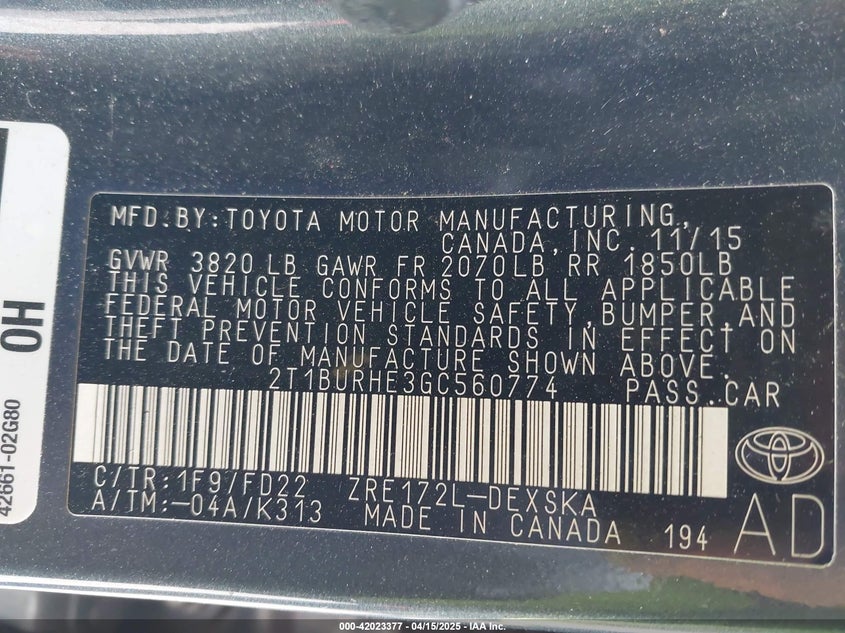 MFD.BY:TOYOTA MOTOR MANUFACTURING,
CANADA,INC. 11/15
GVWR 3820 LB GAWR FR 2070LB RR 1850LB
THIS VEHICLE CONFORMS TO ALL APPLICABLE
FEDERAL MOTOR VEHICLE SAFETY,BUMPER,AND
THEFT PREVENTION STANDARDS IN EFFECT ON
THE DATE OF MANUFACTURE SHOWN ABOVE.
2T1BURHE3GC560774 PASS.CAR
C/TR:1F9/FD22 ZRE172L-DEXSKA
A/TM:-04A/K313 MADE IN CANADA 194
AD
42661-02G80
OH
000-42023377 - 04/15/2025 - IAA Inc.